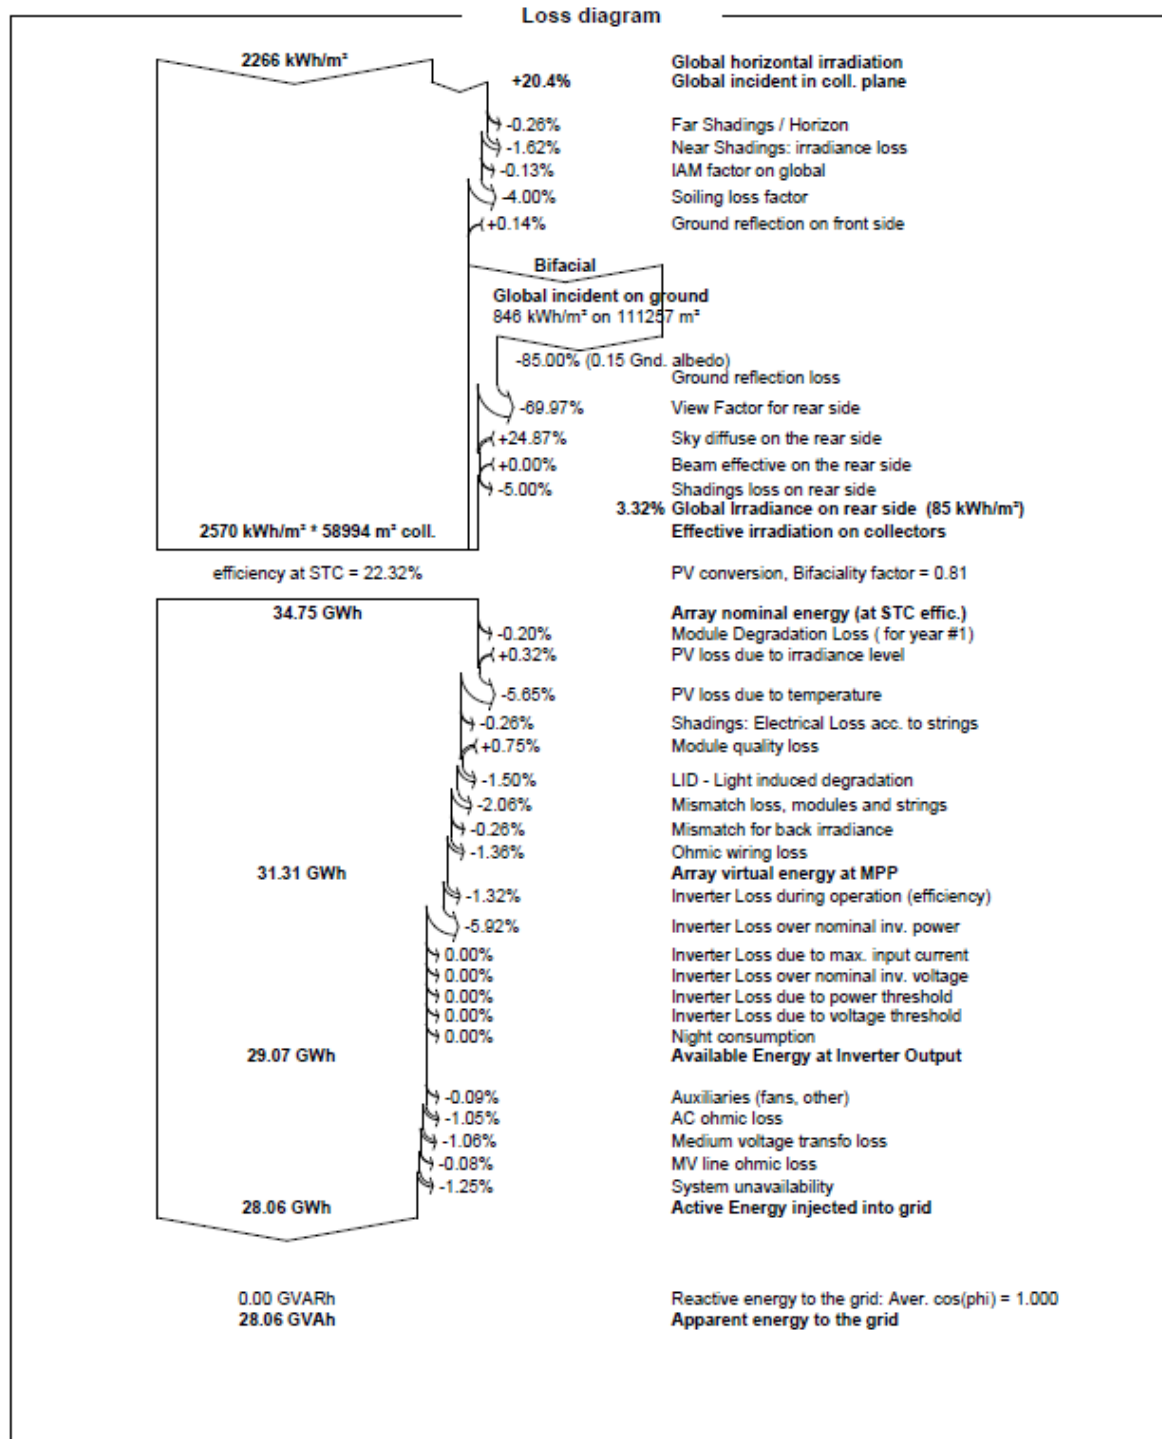 Loss diagram
2266 kWh/m²
Global horizontal irradiation
+20.4% Global incident in coll. plane
-0.26% Far Shadings / Horizon
-1.62% Near Shadings: irradiance loss
-0.13% IAM factor on global
-4.00% Soiling loss factor
+0.14% Ground reflection on front side
Bifacial
Global incident on ground
846 kWh/m² on 111257 m²
-85.00% (0.15 Gnd. albedo)
Ground reflection loss
-69.97% View Factor for rear side
+24.87% Sky diffuse on the rear side
+0.00% Beam effective on the rear side
-5.00% Shadings loss on rear side
3.32% Global Irradiance on rear side (85 kWh/m²)
2570 kWh/m² * 58994 m² coll. Effective irradiation on collectors
efficiency at STC = 22.32% PV conversion, Bifaciality factor = 0.81
34.75 GWh Array nominal energy (at STC effic.)
-0.20% Module Degradation Loss ( for year #1)
+0.32% PV loss due to irradiance level
-5.65% PV loss due to temperature
-0.26% Shadings: Electrical Loss acc. to strings
+0.75% Module quality loss
-1.50% LID - Light induced degradation
-2.06% Mismatch loss, modules and strings
-0.26% Mismatch for back irradiance
-1.36% Ohmic wiring loss
31.31 GWh Array virtual energy at MPP
-1.32% Inverter Loss during operation (efficiency)
-5.92% Inverter Loss over nominal inv. power
0.00% Inverter Loss due to max. input current
0.00% Inverter Loss over nominal inv. voltage
0.00% Inverter Loss due to power threshold
0.00% Inverter Loss due to voltage threshold
0.00% Night consumption
29.07 GWh Available Energy at Inverter Output
-0.09% Auxiliaries (fans, other)
-1.05% AC ohmic loss
-1.06% Medium voltage transfo loss
-0.08% MV line ohmic loss
-1.25% System unavailability
28.06 GWh Active Energy injected into grid
0.00 GVARh Reactive energy to the grid: Aver. cos(phi) = 1.000
28.06 GVAh Apparent energy to the grid